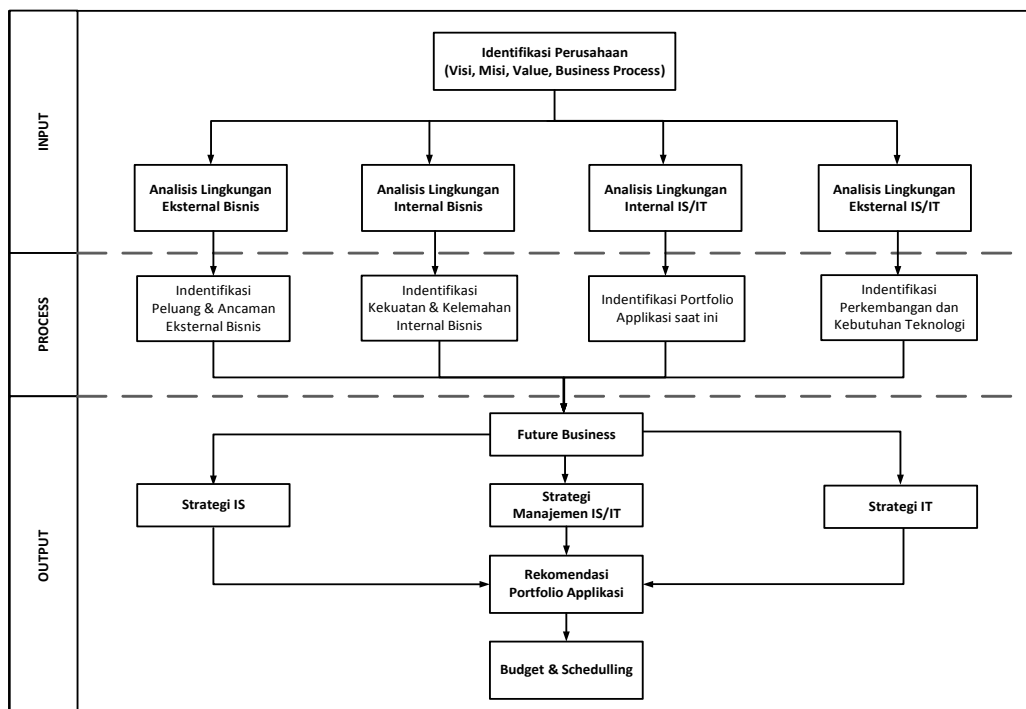 INPUT
Identifikasi Perusahaan
(Visi, Misi, Value, Business Process)
Analisis Lingkungan
Eksternal Bisnis
Analisis Lingkungan
Internal Bisnis
Analisis Lingkungan
Internal IS/IT
Analisis Lingkungan
Eksternal IS/IT
PROCESS
Indentifikasi
Peluang & Ancaman
Eksternal Bisnis
Indentifikasi
Kekuatan & Kelemahan
Internal Bisnis
Indentifikasi Portfolio
Applikasi saat ini
Indentifikasi
Perkembangan dan
Kebutuhan Teknologi
OUTPUT
Future Business
Strategi IS
Strategi
Manajemen IS/IT
Strategi IT
Rekomendasi
Portfolio Applikasi
Budget & Schedulling